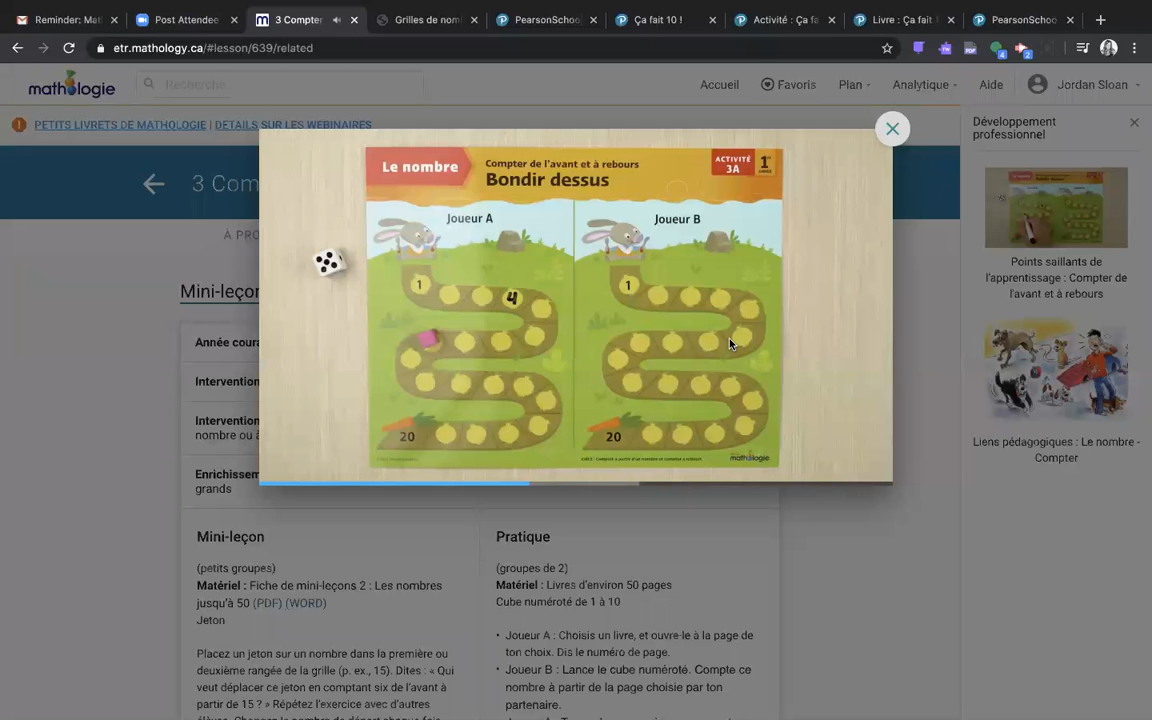 Reminder: Mat
Post Attendee
3 Compter
Grilles de nom
PearsonSchoo
Ça fait 10 !
Activité : Ça fa
Livre : Ça fait
PearsonSchoo
etr.mathology.ca/#lesson/639/related
mathologie
Recherche
Accueil
Favoris
Plan
Analytique
Aide
Jordan Sloan
PETITS LIVRETS DE MATHOLOGIE | DETAILS SUR LES WEBINAIRES
3 Com
À PRO
Mini-leçon
Année coura
Intervention
Intervention
nombre ou à
Enrichissem
grands
Mini-leçon
(petits groupes)
Matériel : Fiche de mini-leçons 2 : Les nombres
jusqu'à 50 (PDF) (WORD)
Jeton
Placez un jeton sur un nombre dans la première ou
deuxième rangée de la grille (p. ex., 15). Dites : « Qui
veut déplacer ce jeton en comptant six de l'avant à
partir de 15 ? » Répétez l'exercice avec d'autres
Pratique
(groupes de 2)
Matériel : Livres d'environ 50 pages
Cube numéroté de 1 à 10
• Joueur A : Choisis un livre, et ouvre-le à la page de
ton choix. Dis le numéro de page.
• Joueur B : Lance le cube numéroté. Compte ce
nombre à partir de la page choisie par ton
partenaire.
Le nombre
Compter de l'avant et à rebours
Bondir dessus
ACTIVITÉ
3A
1re
ANNÉE
Joueur A
Joueur B
1
4
20
1
20
mathologie
Développement
professionnel
Points saillants de
l'apprentissage : Compter
de l'avant et à rebours
Liens pédagogiques : Le nombre -
Compter
4
2